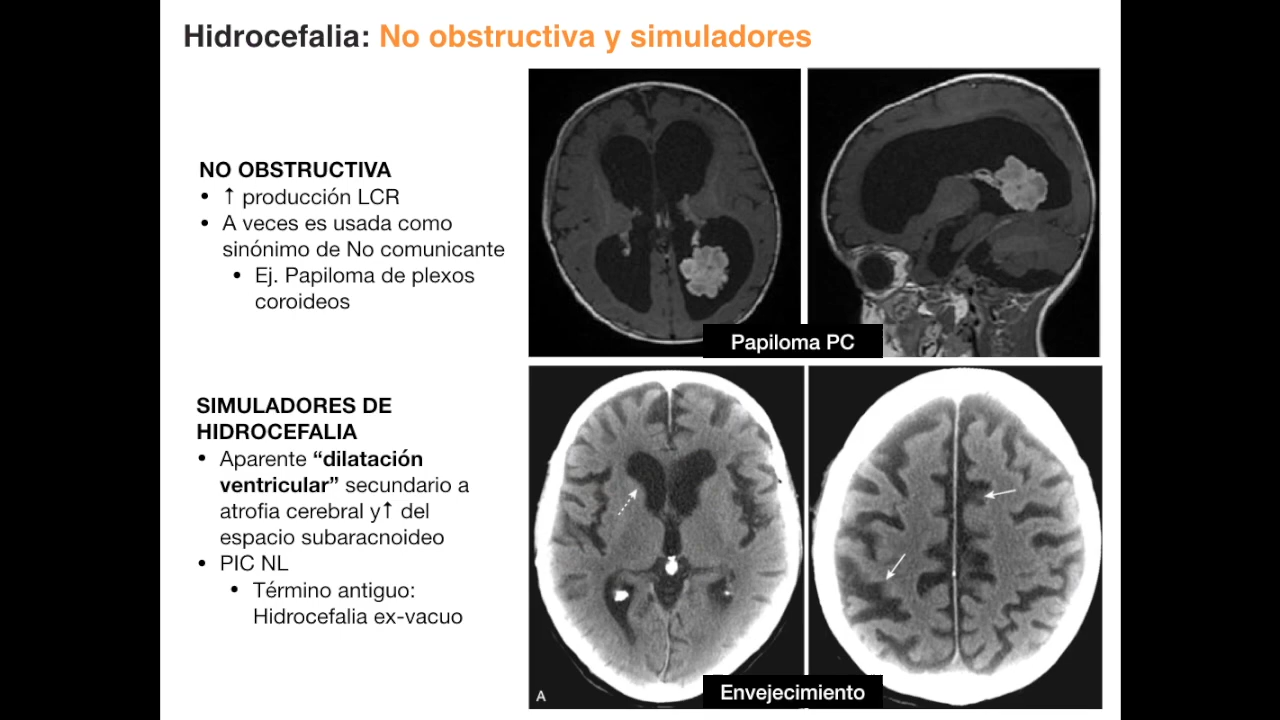 Hidrocefalia: No obstructiva y simuladores
NO OBSTRUCTIVA
• ↑ producción LCR
• A veces es usada como
sinónimo de No comunicante
• Ej. Papiloma de plexos
coroideos
Papiloma PC
SIMULADORES DE
HIDROCEFALIA
• Aparente “dilatación
ventricular” secundario a
atrofia cerebral y↑ del
espacio subaracnoideo
• PIC NL
• Término antiguo:
Hidrocefalia ex-vacuo
A
Envejecimiento